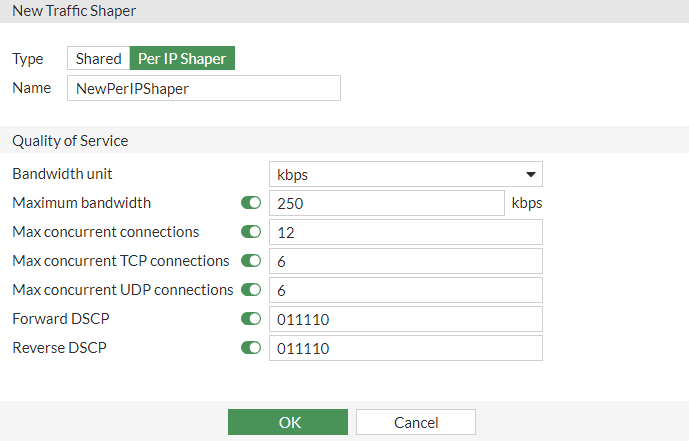 New Traffic Shaper
Type Shared Per IP Shaper
Name NewPerIPShaper
Quality of Service
Bandwidth unit kbps
Maximum bandwidth 250 kbps
Max concurrent connections 12
Max concurrent TCP connections 6
Max concurrent UDP connections 6
Forward DSCP 011110
Reverse DSCP 011110
OK Cancel